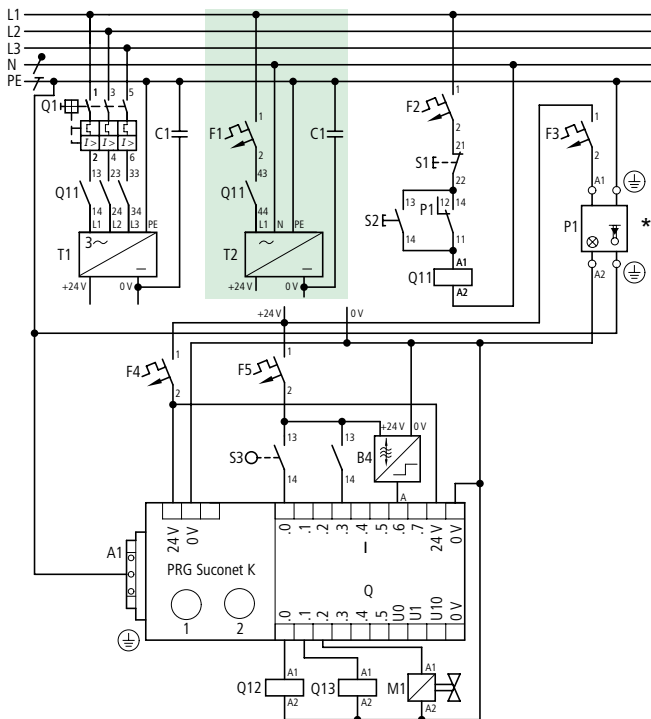 L1
L2
L3
N
PE
Q1
1 3 5
I> I> I>
2 4 6
13 23 33
Q11
14 24 34
L1 L2 L3 PE
T1
3~
+24 V 0 V
C1
F1
1
2
43
Q11
44
L1 N PE
T2
~
+24 V 0 V
C1
F2
1
2
21
S1
22
S2
13
14
P1
12 14
11
Q11
A1
A2
F3
1
2
A1
P1
*
A2
+24 V 0 V
F4
1
2
F5
1
2
S3
13
14
13
14
+24 V 0 V
B4
A
A1
24 V
0 V
.0
.1
.2
.3
.4
.5
.6
.7
24 V
0 V
I
PRG Suconet K
1 2
Q
.0
.1
.2
.3
.4
.5
U0
U1
U10
0 V
Q12
A1
A2
Q13
A1
A2
M1
A1
A2